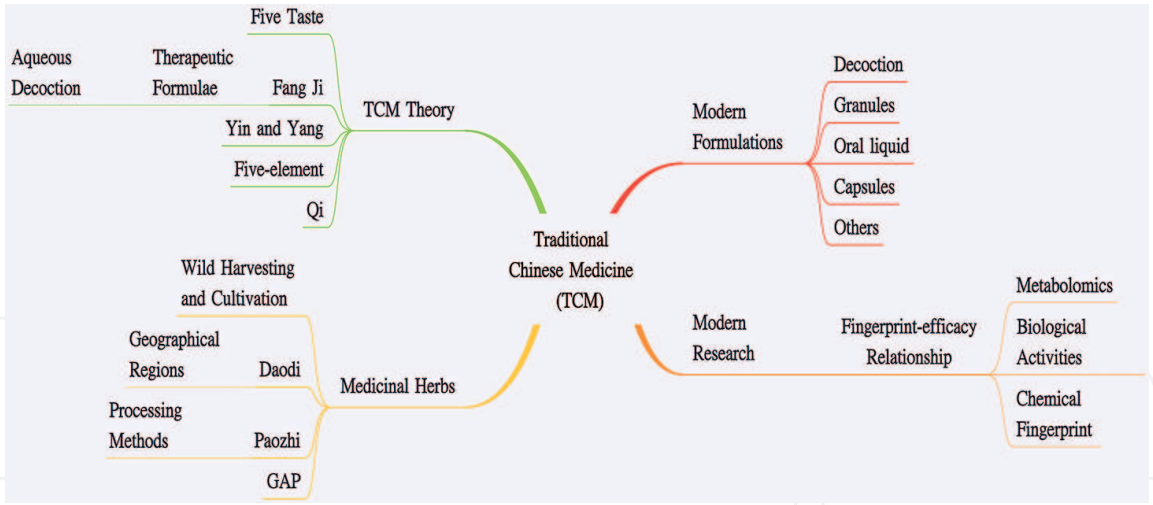 Five Taste
Aqueous
Decoction
Therapeutic
Formulae
Fang Ji
TCM Theory
Yin and Yang
Five-element
Qi
Modern
Formulations
Decoction
Granules
Oral liquid
Capsules
Others
Traditional
Chinese Medicine
(TCM)
Wild Harvesting
and Cultivation
Geographical
Regions
Daodi
Medicinal Herbs
Processing
Methods
Paozhi
GAP
Modern
Research
Fingerprint-efficacy
Relationship
Metabolomics
Biological
Activities
Chemical
Fingerprint